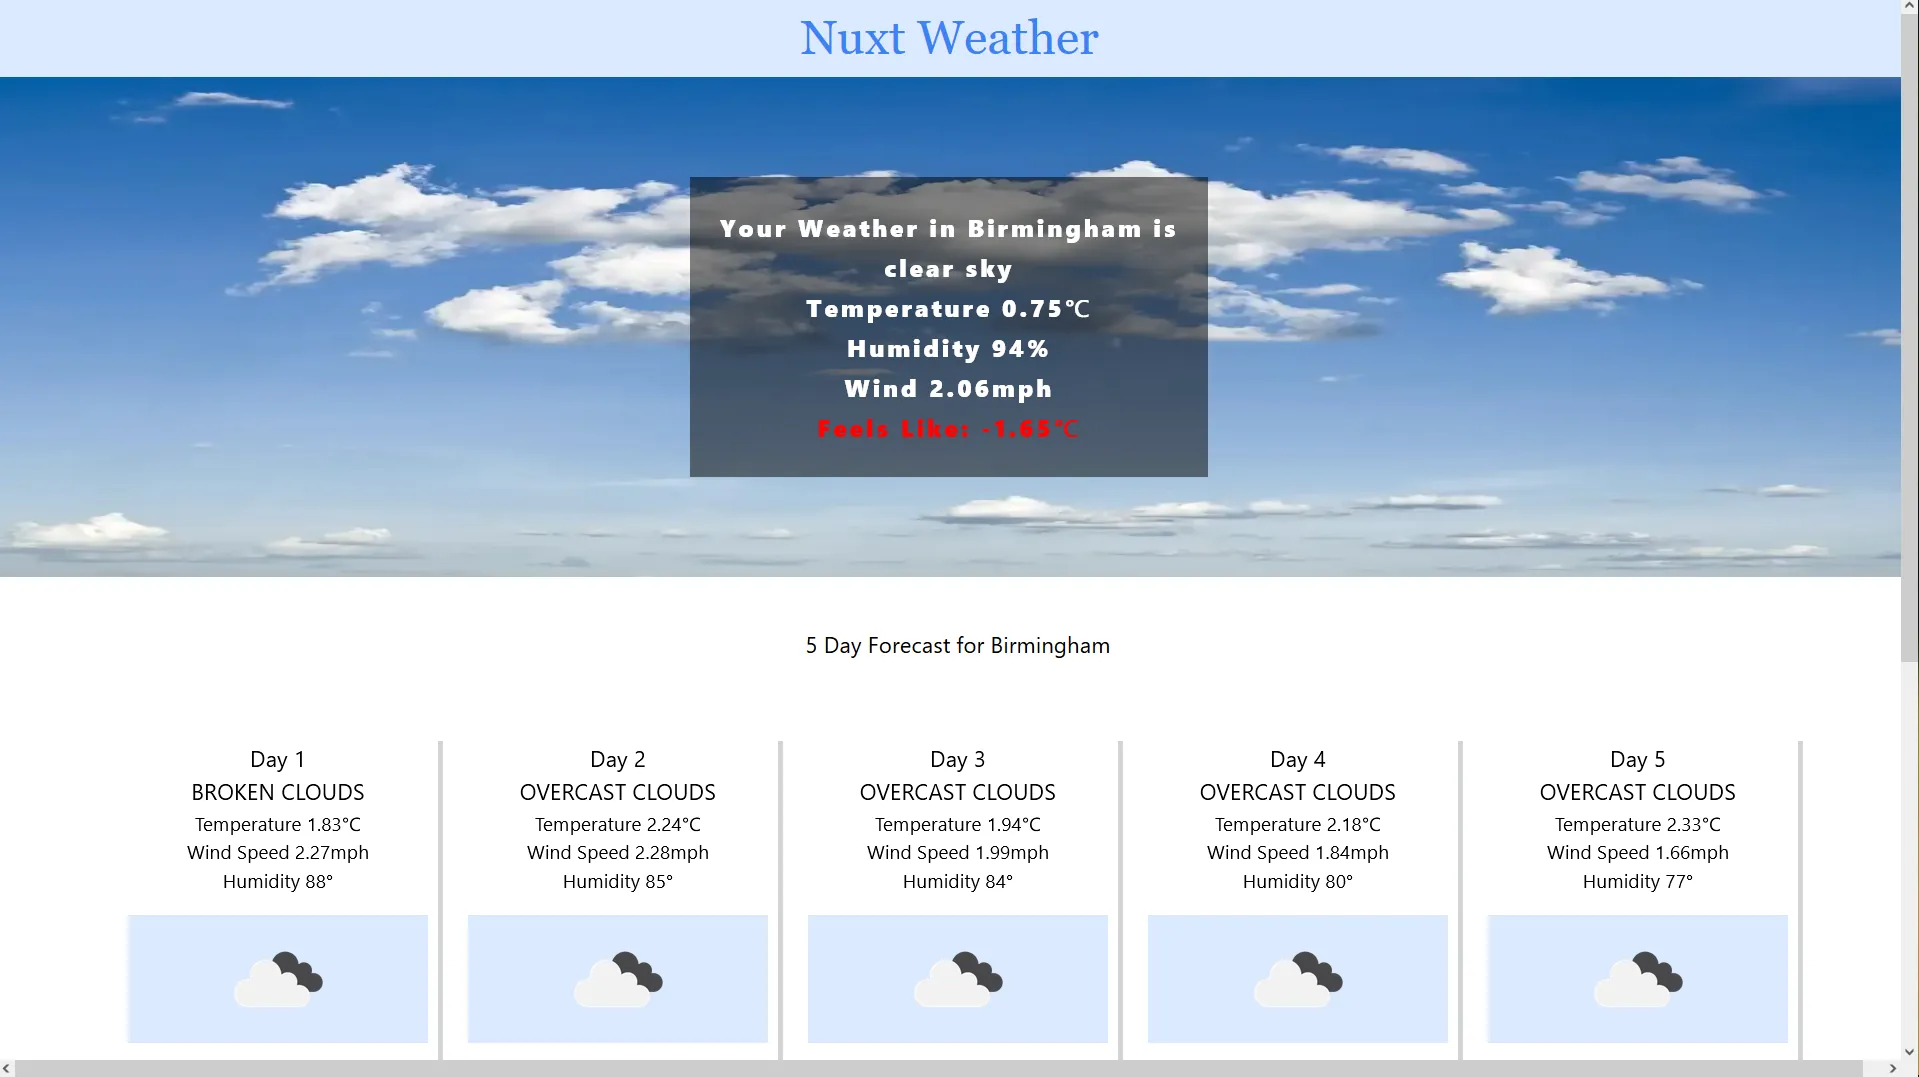 Nuxt Weather
Your Weather in Birmingham is
clear sky
Temperature 0.75℃
Humidity 94%
Wind 2.06mph
Feels Like: -1.65℃
5 Day Forecast for Birmingham
Day 1
BROKEN CLOUDS
Temperature 1.83°C
Wind Speed 2.27mph
Humidity 88°
Day 2
OVERCAST CLOUDS
Temperature 2.24°C
Wind Speed 2.28mph
Humidity 85°
Day 3
OVERCAST CLOUDS
Temperature 1.94°C
Wind Speed 1.99mph
Humidity 84°
Day 4
OVERCAST CLOUDS
Temperature 2.18°C
Wind Speed 1.84mph
Humidity 80°
Day 5
OVERCAST CLOUDS
Temperature 2.33°C
Wind Speed 1.66mph
Humidity 77°